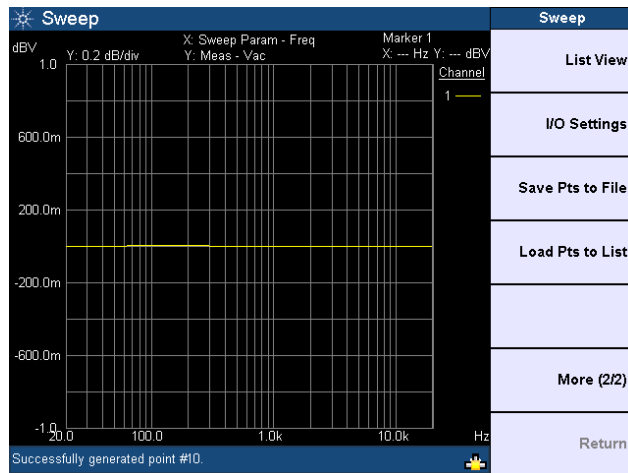 Sweep
Sweep
dBV
Y: 0.2 dB/div
X: Sweep Param - Freq
Y: Meas - Vac
Marker 1
X: --- Hz Y: --- dBV
Channel
1
1.0
600.0m
200.0m
-200.0m
-600.0m
-1.0
20.0
100.0
1.0k
10.0k
Hz
Successfully generated point #10.
List View
I/O Settings
Save Pts to File
Load Pts to List
More (2/2)
Return